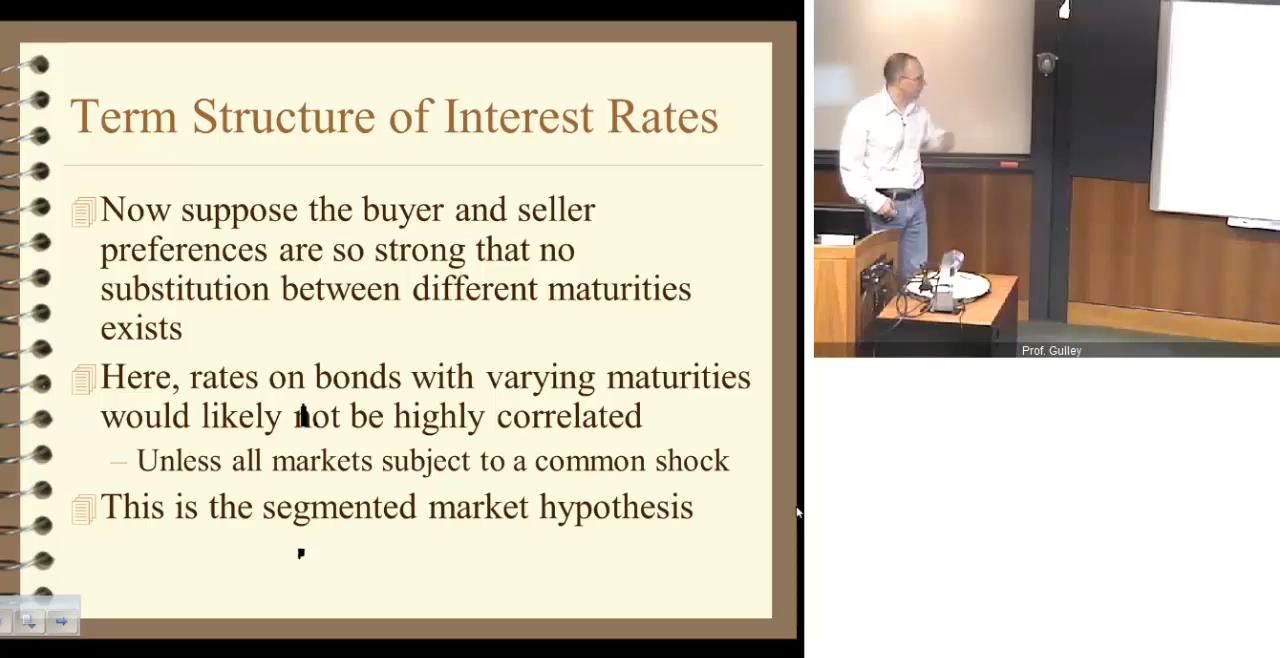 Term Structure of Interest Rates
Now suppose the buyer and seller
preferences are so strong that no
substitution between different maturities
exists
Here, rates on bonds with varying maturities
would likely not be highly correlated
– Unless all markets subject to a common shock
This is the segmented market hypothesis
Prof. Gulley